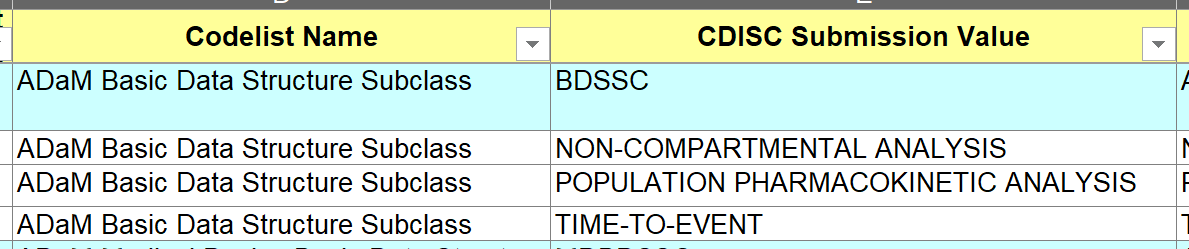 Codelist Name CDISC Submission Value
ADaM Basic Data Structure Subclass BDSSC
ADaM Basic Data Structure Subclass NON-COMPARTMENTAL ANALYSIS
ADaM Basic Data Structure Subclass POPULATION PHARMACOKINETIC ANALYSIS
ADaM Basic Data Structure Subclass TIME-TO-EVENT